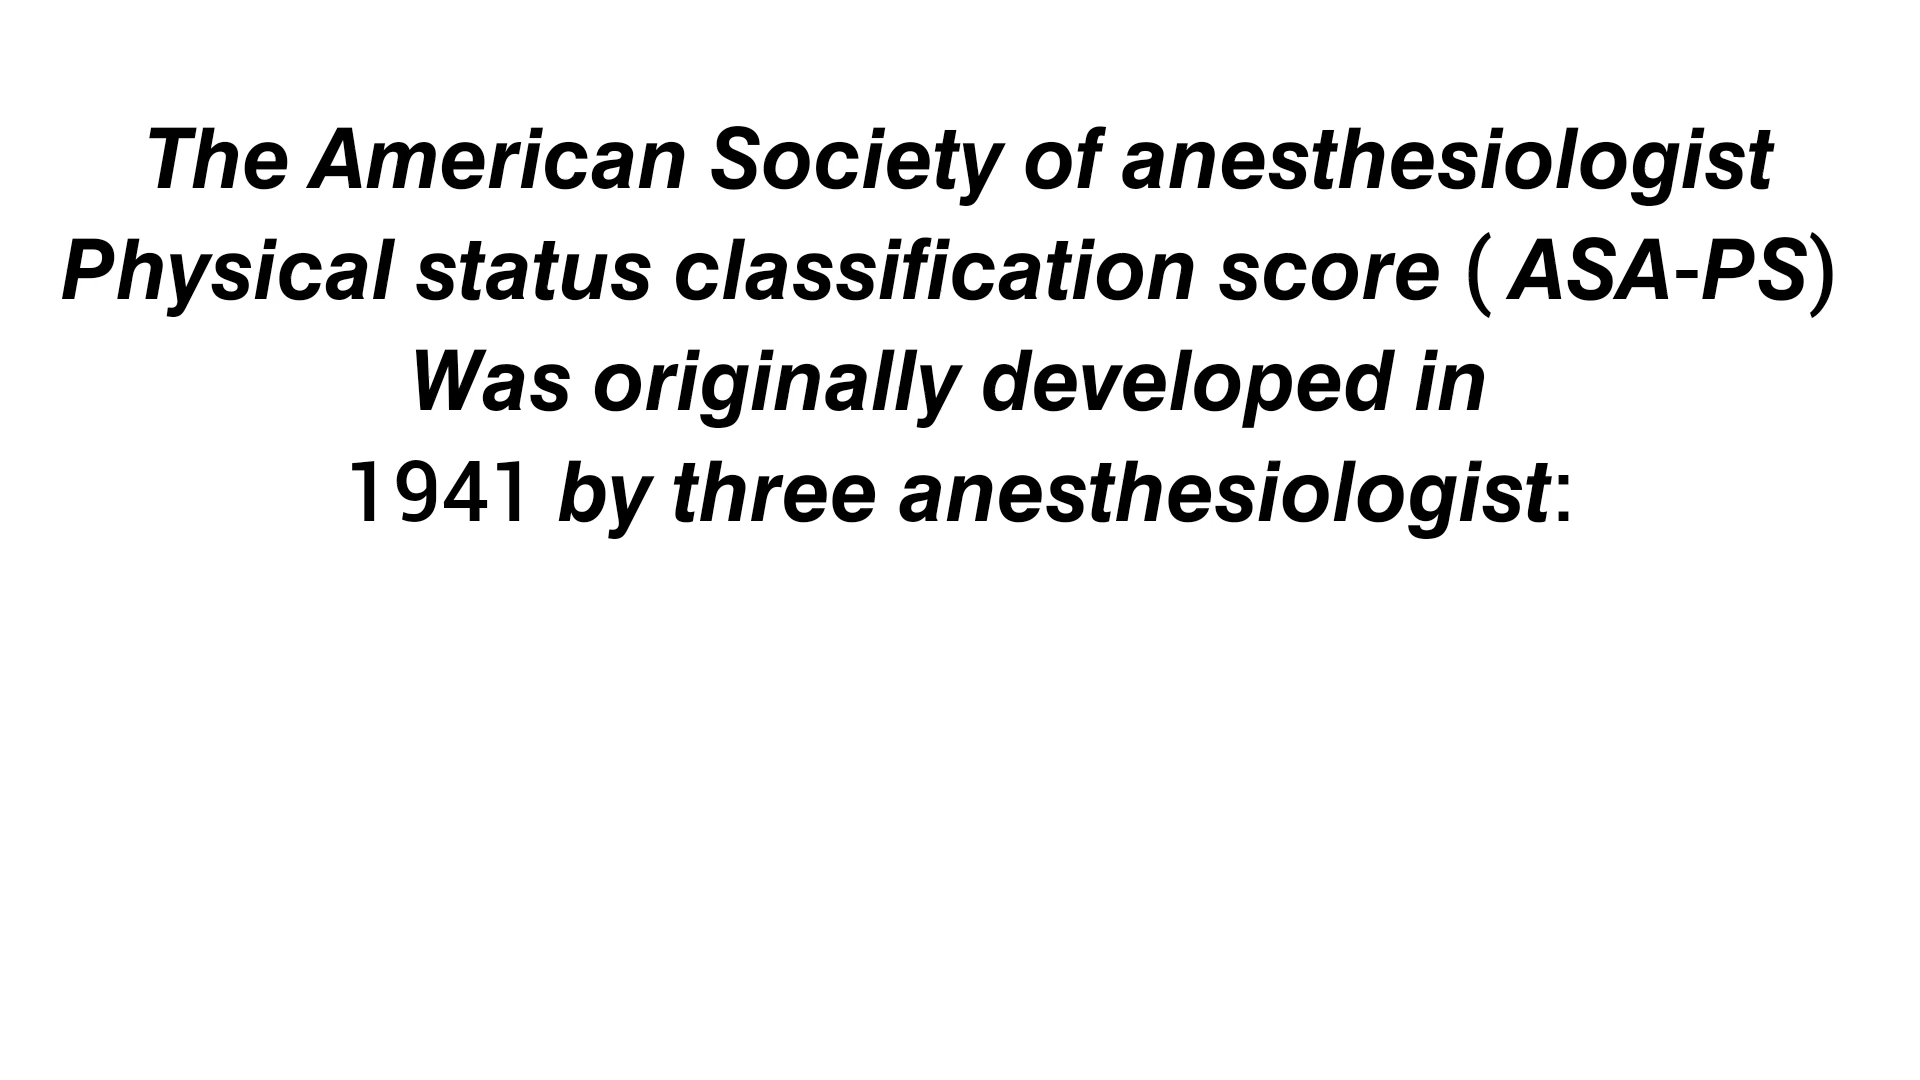 The American Society of anesthesiologist
Physical status classification score ( ASA-PS)
Was originally developed in
1941 by three anesthesiologist: